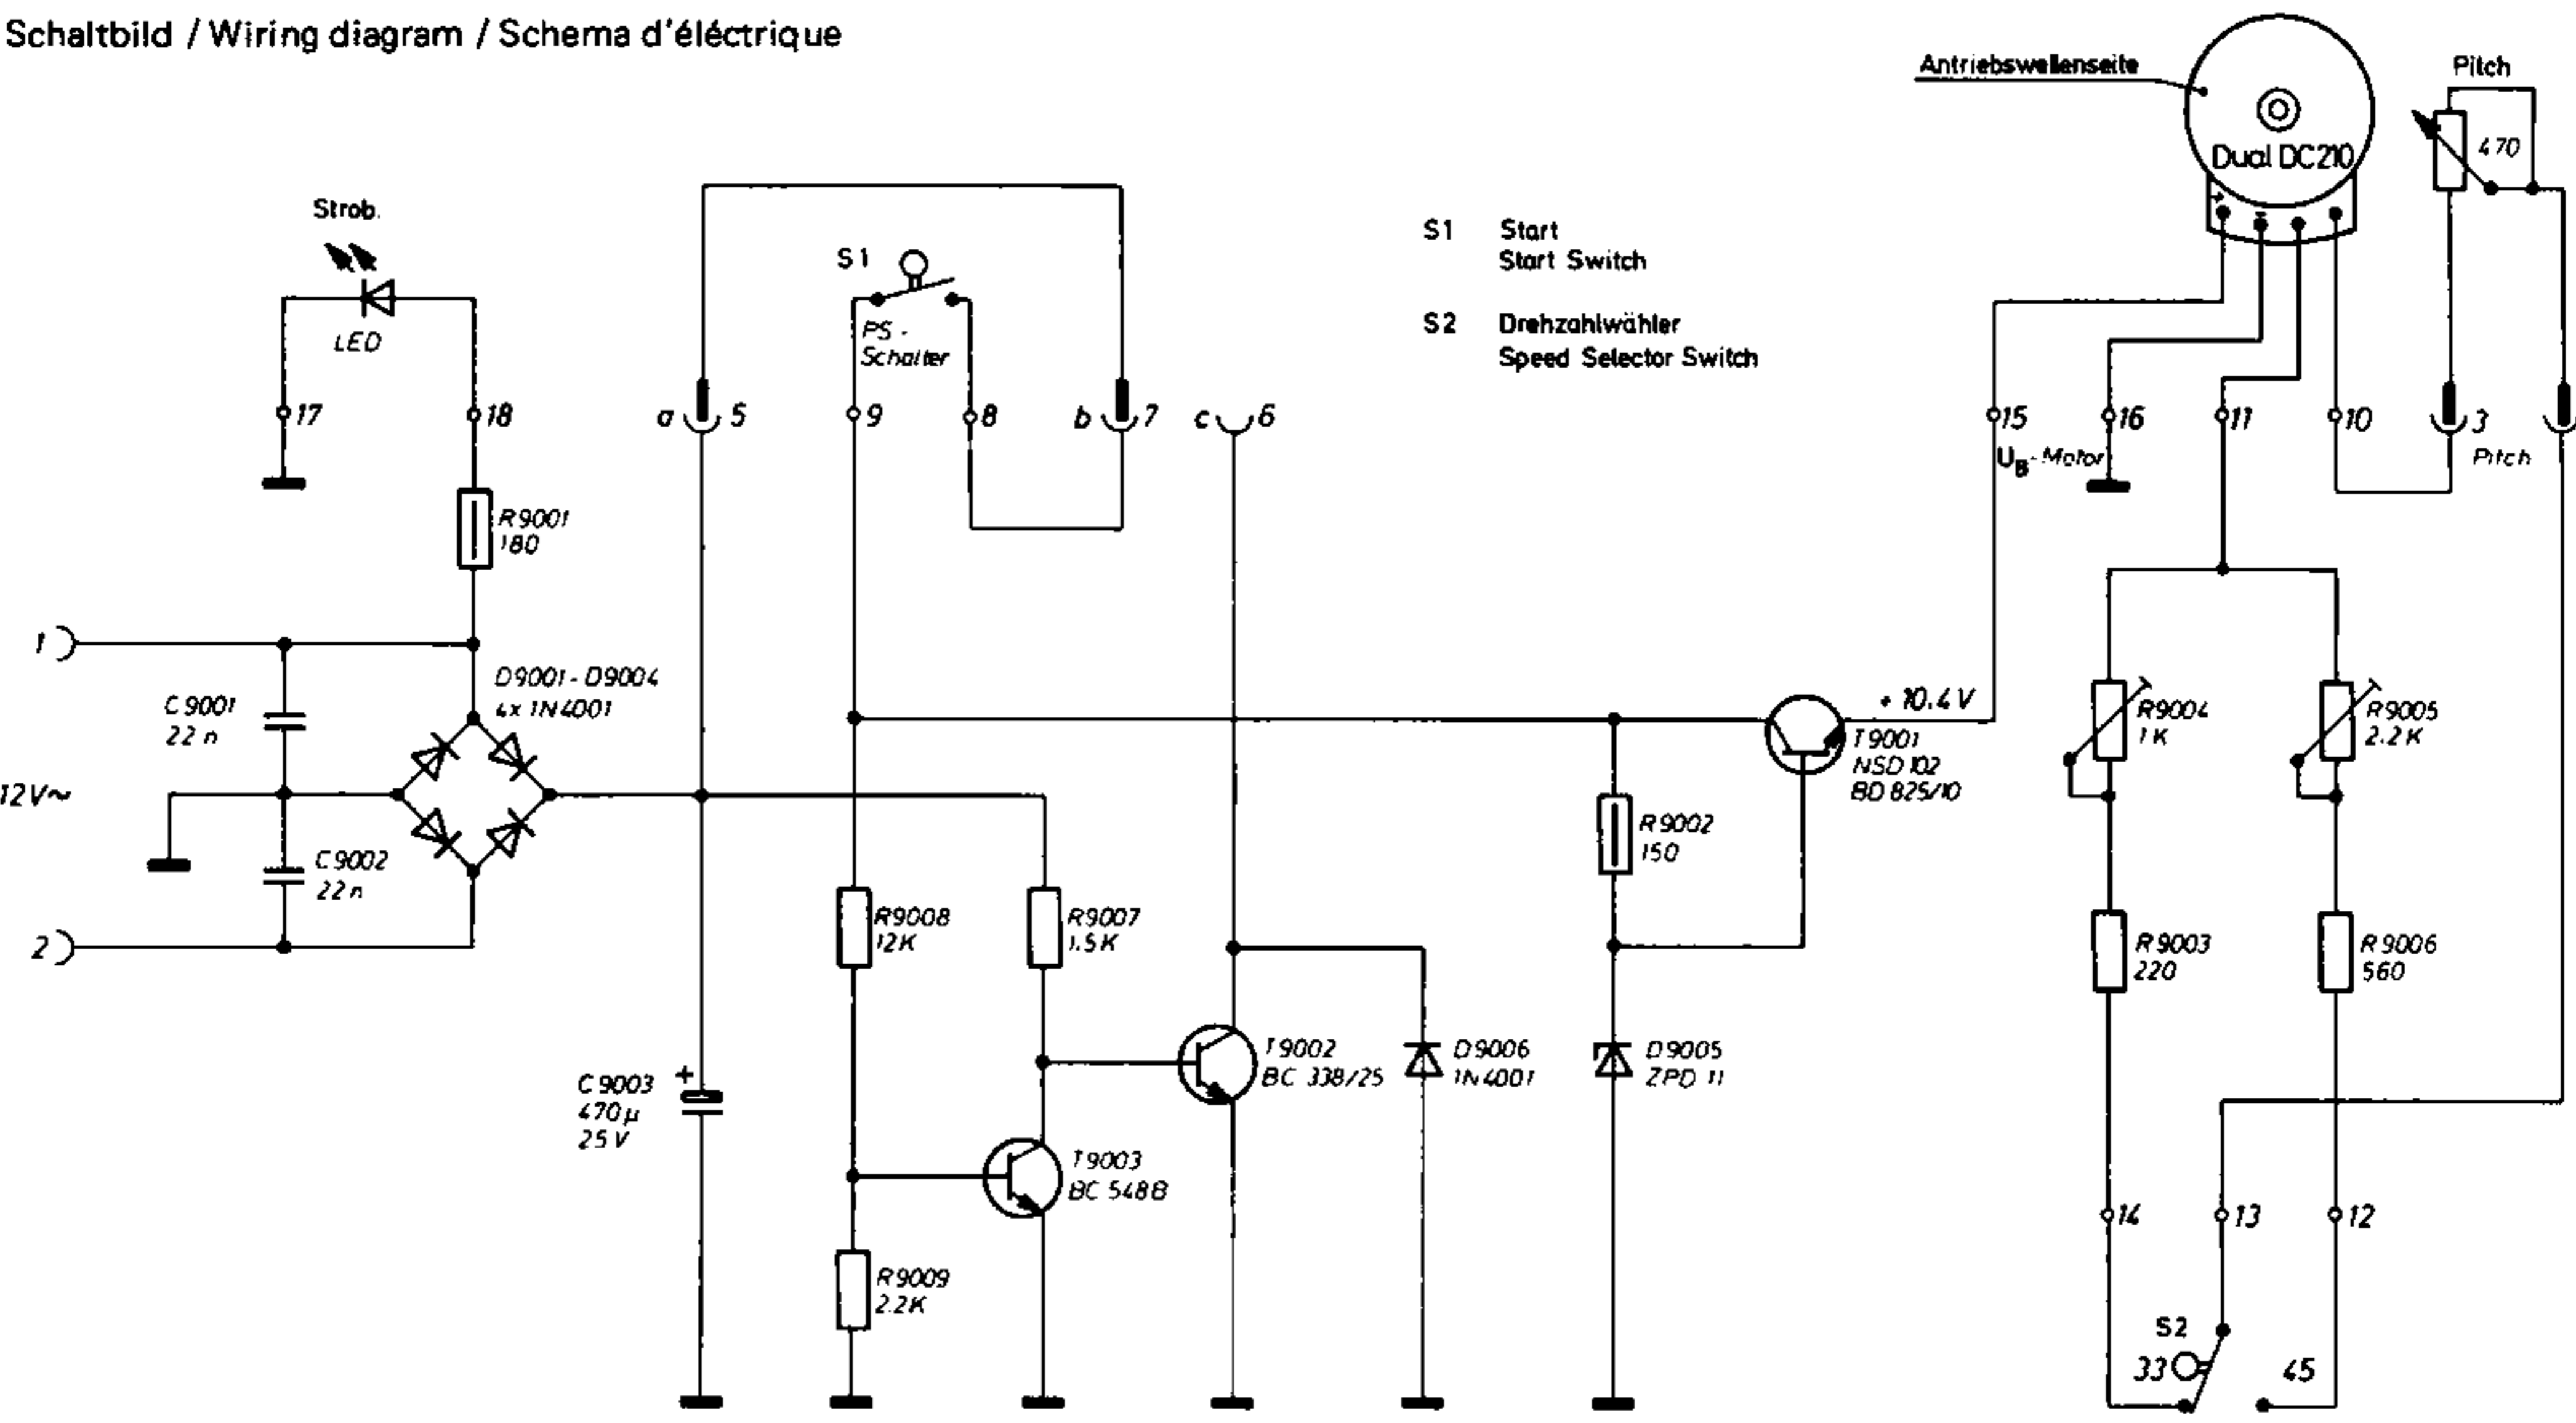 Schaltbild / Wiring diagram / Schema d'éléctrique
Antriebswellenseite
Dual DC210
+
-
Pitch
470
Strob.
LED
S1
PS -
Schalter
S1 Start
Start Switch
S2 Drehzahlwähler
Speed Selector Switch
17
18
a 5
9
8
b 7
c 6
15
16
11
10
3
UB-Motor
Pitch
R9001
180
1
C9001
22 n
D9001 - D9004
4x 1N4001
12V~
C9002
22 n
2
+ 10.4 V
T9001
NSD 102
BD 825/10
R9004
1 K
R9005
2.2 K
R9002
150
R9008
12K
R9007
1.5 K
R9003
220
R9006
560
C9003
470 µ
25 V
+
T9002
BC 338/25
D9006
1N4001
D9005
ZPD 11
T9003
BC 548B
R9009
2.2K
14
13
12
S2
33
45